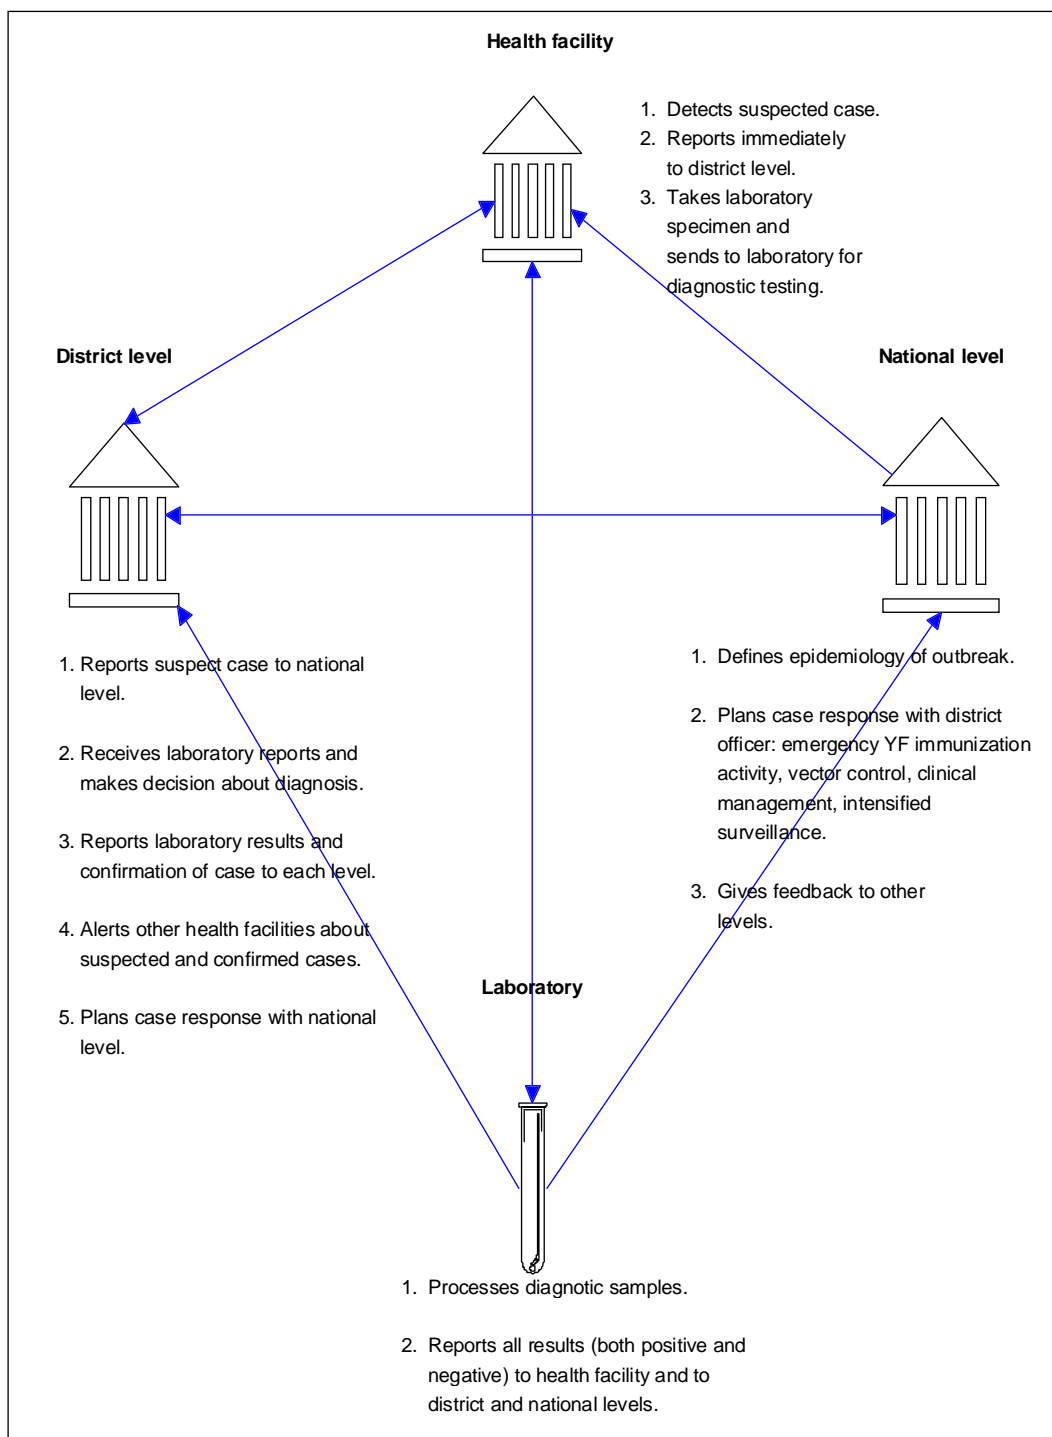 Health facility
1. Detects suspected case.
2. Reports immediately
to district level.
3. Takes laboratory
specimen and
sends to laboratory for
diagnostic testing.
District level
National level
1. Reports suspect case to national
level.
2. Receives laboratory reports and
makes decision about diagnosis.
3. Reports laboratory results and
confirmation of case to each level.
4. Alerts other health facilities about
suspected and confirmed cases.
5. Plans case response with national
level.
1. Defines epidemiology of outbreak.
2. Plans case response with district
officer: emergency YF immunization
activity, vector control, clinical
management, intensified
surveillance.
3. Gives feedback to other
levels.
Laboratory
1. Processes diagnotic samples.
2. Reports all results (both positive and
negative) to health facility and to
district and national levels.